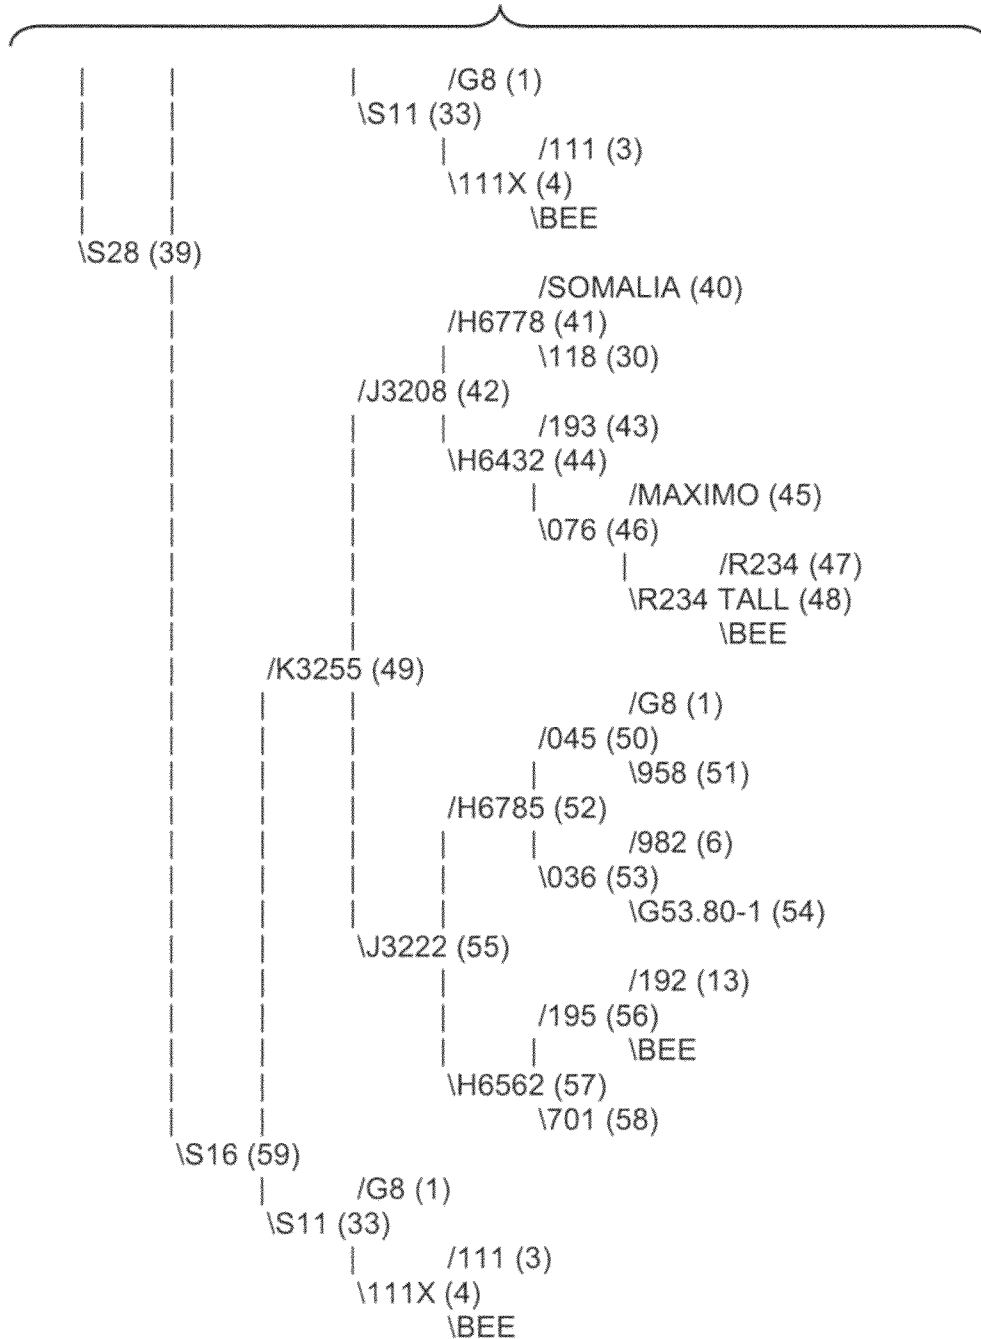 /G8 (1)
\S11 (33)
/111 (3)
\111X (4)
\BEE
\S28 (39)
/SOMALIA (40)
/H6778 (41)
\118 (30)
/J3208 (42)
/193 (43)
\H6432 (44)
/MAXIMO (45)
\076 (46)
/R234 (47)
\R234 TALL (48)
\BEE
/K3255 (49)
/G8 (1)
/045 (50)
\958 (51)
/H6785 (52)
/982 (6)
\036 (53)
\G53.80-1 (54)
\J3222 (55)
/192 (13)
/195 (56)
\BEE
\H6562 (57)
\701 (58)
\S16 (59)
/G8 (1)
\S11 (33)
/111 (3)
\111X (4)
\BEE